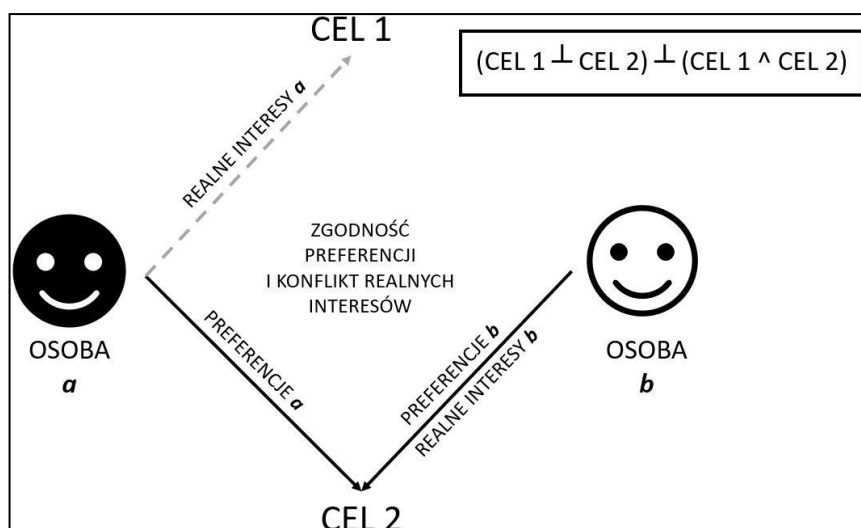 CEL 1
(CEL 1 ┴ CEL 2) ┴ (CEL 1 ^ CEL 2)
REALNE INTERESY a
ZGODNOŚĆ
PREFERENCJI
I KONFLIKT REALNYCH
INTERESÓW
OSOBA
a
PREFERENCJE a
PREFERENCJE b
REALNE INTERESY b
OSOBA
b
CEL 2